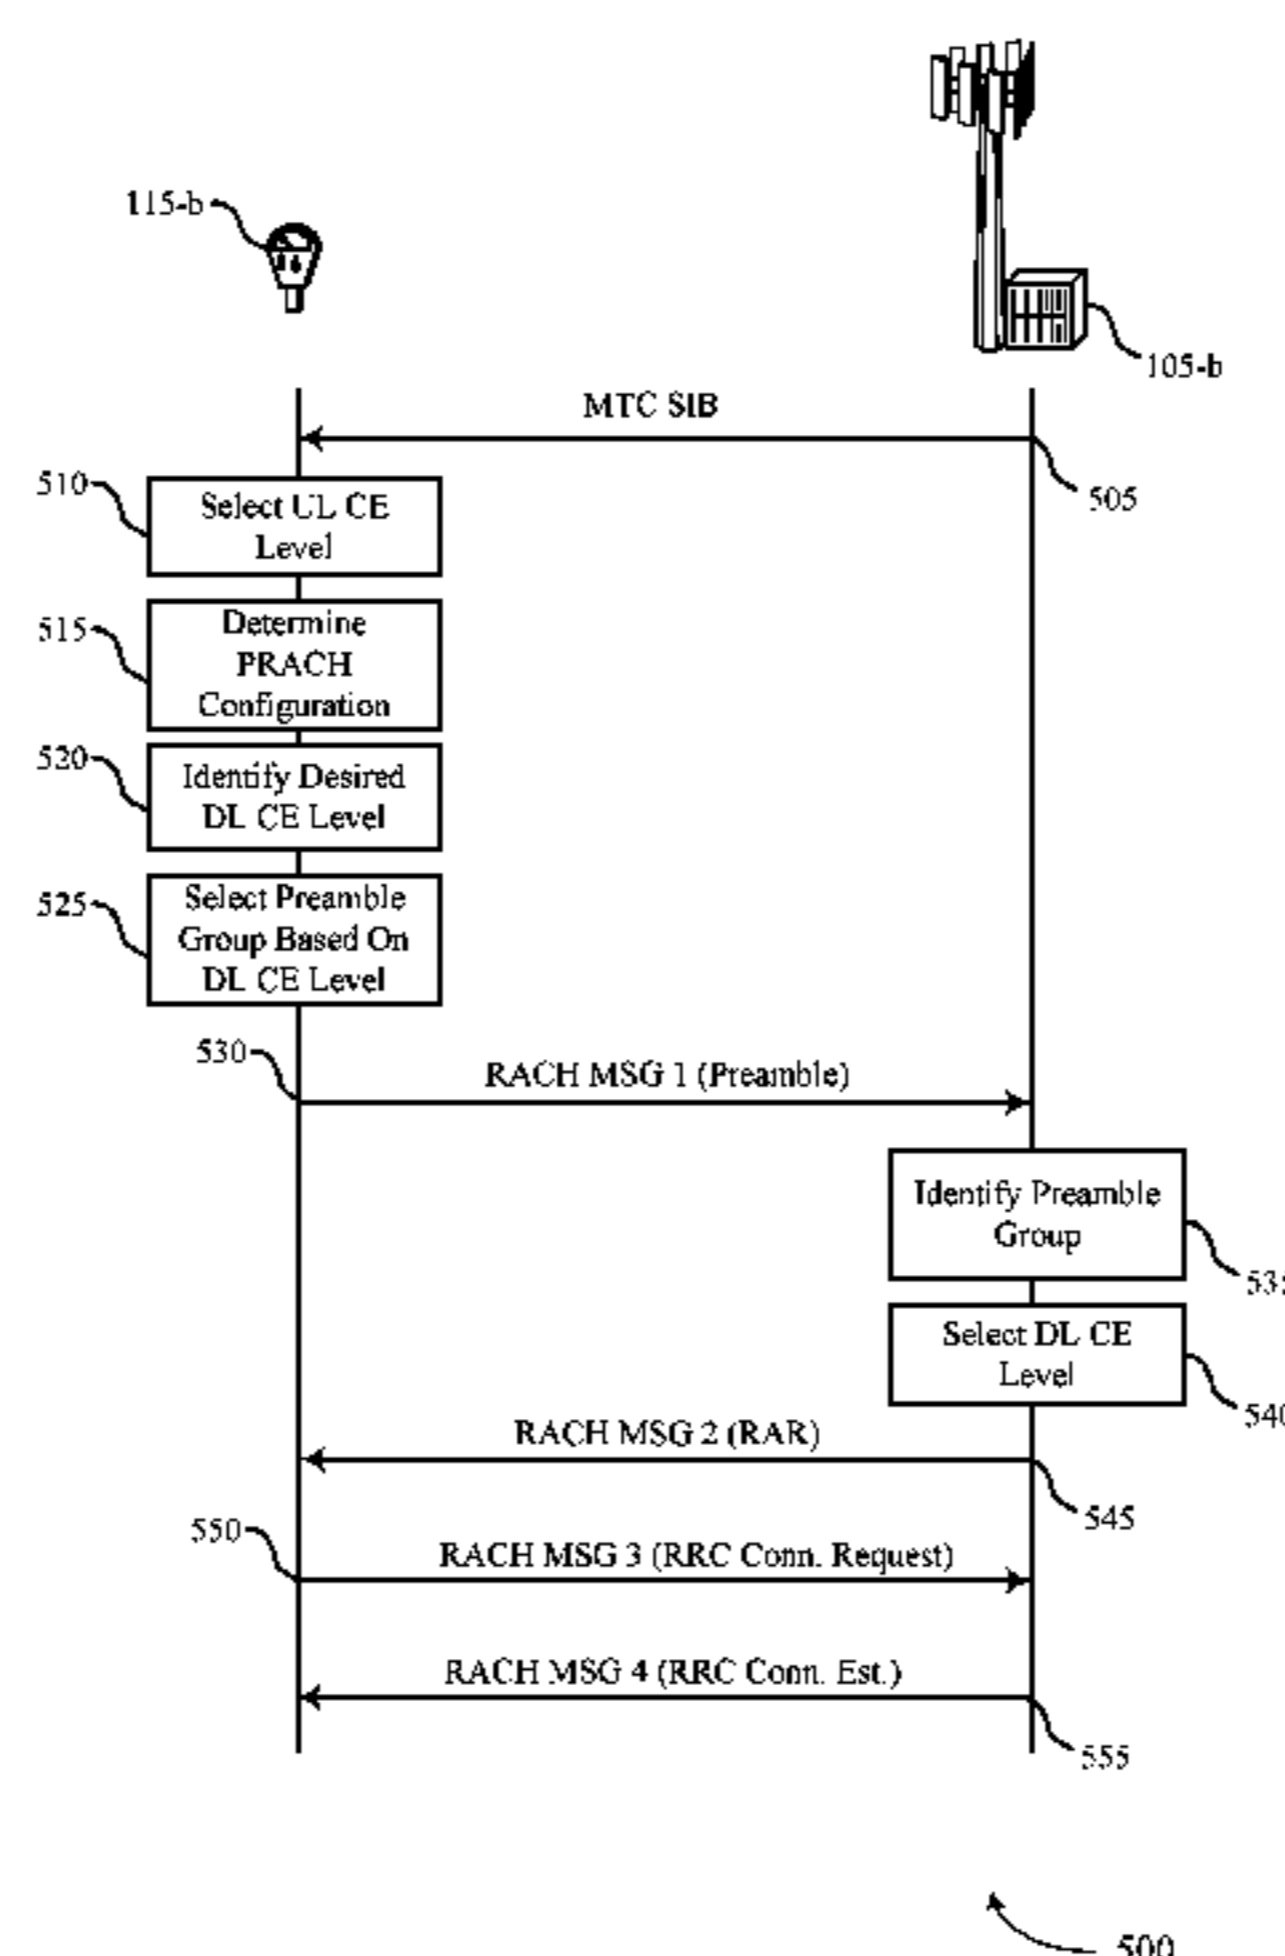 115-b
105-b
MTC SIB
505
510
Select UL CE
Level
515
Determine
PRACH
Configuration
520
Identify Desired
DL CE Level
525
Select Preamble
Group Based On
DL CE Level
530
RACH MSG 1 (Preamble)
Identify Preamble
Group
535
Select DL CE
Level
540
RACH MSG 2 (RAR)
545
550
RACH MSG 3 (RRC Conn. Request)
RACH MSG 4 (RRC Conn. Est.)
555
500